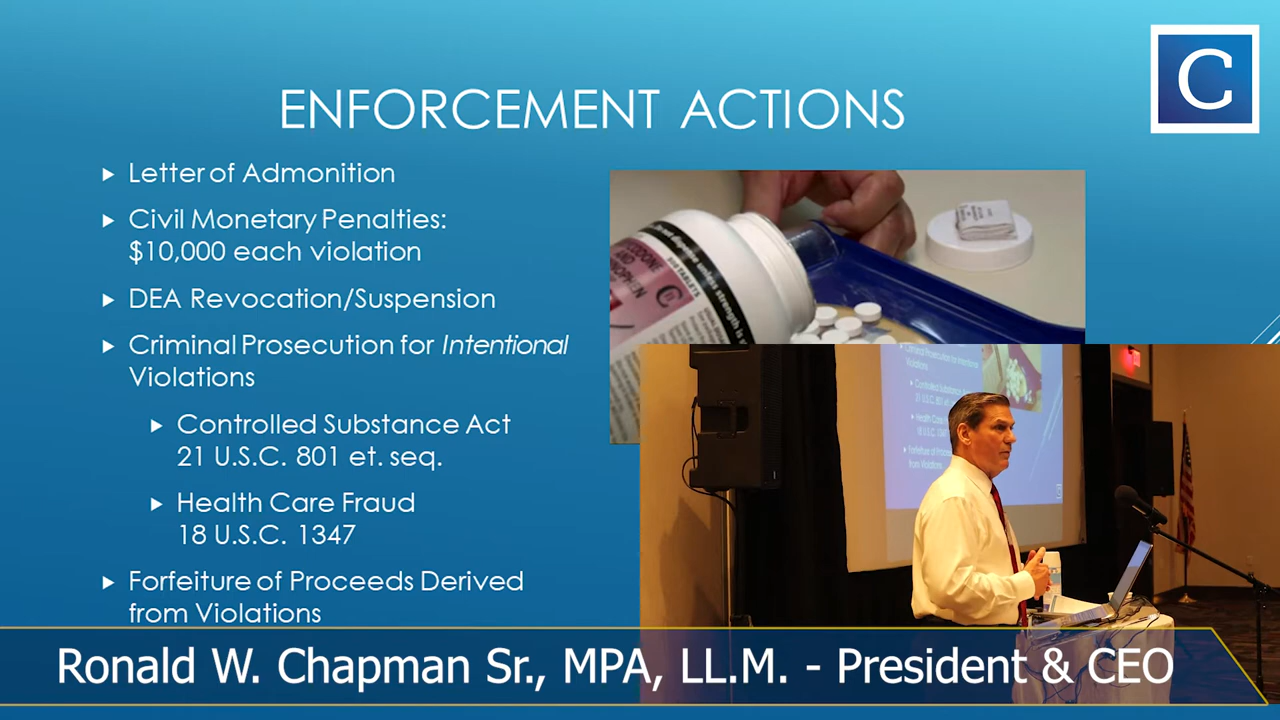 C
ENFORCEMENT ACTIONS
Letter of Admonition
Civil Monetary Penalties:
$10,000 each violation
DEA Revocation/Suspension
Criminal Prosecution for Intentional
Violations
Controlled Substance Act
21 U.S.C. 801 et. seq.
Health Care Fraud
18 U.S.C. 1347
Forfeiture of Proceeds Derived
from Violations
Ronald W. Chapman Sr., MPA, LL.M. - President & CEO